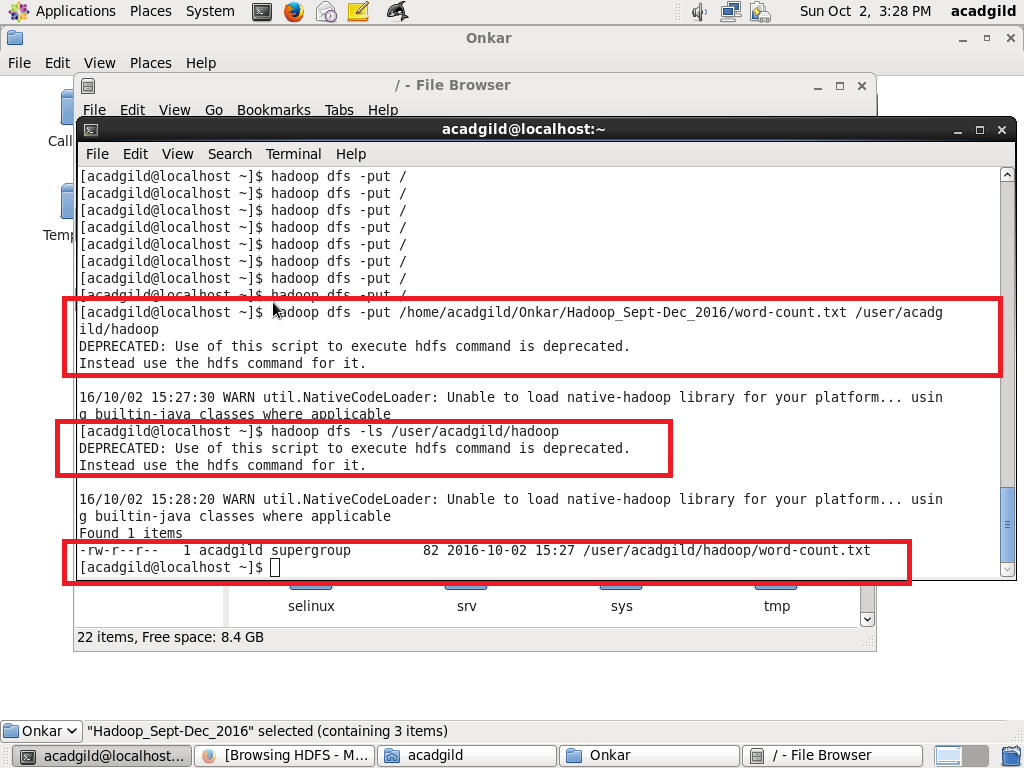 Applications Places System Sun Oct 2, 3:28 PM acadgild
Onkar
File Edit View Places Help
/ - File Browser
File Edit View Go Bookmarks Tabs Help
Call
Temp
acadgild@localhost:~
File Edit View Search Terminal Help
[acadgild@localhost ~]$ hadoop dfs -put /
[acadgild@localhost ~]$ hadoop dfs -put /
[acadgild@localhost ~]$ hadoop dfs -put /
[acadgild@localhost ~]$ hadoop dfs -put /
[acadgild@localhost ~]$ hadoop dfs -put /
[acadgild@localhost ~]$ hadoop dfs -put /
[acadgild@localhost ~]$ hadoop dfs -put /
[acadgild@localhost ~]$ hadoop dfs -put /
[acadgild@localhost ~]$ hadoop dfs -put /home/acadgild/Onkar/Hadoop_Sept-Dec_2016/word-count.txt /user/acadg
ild/hadoop
DEPRECATED: Use of this script to execute hdfs command is deprecated.
Instead use the hdfs command for it.
16/10/02 15:27:30 WARN util.NativeCodeLoader: Unable to load native-hadoop library for your platform... usin
g builtin-java classes where applicable
[acadgild@localhost ~]$ hadoop dfs -ls /user/acadgild/hadoop
DEPRECATED: Use of this script to execute hdfs command is deprecated.
Instead use the hdfs command for it.
16/10/02 15:28:20 WARN util.NativeCodeLoader: Unable to load native-hadoop library for your platform... usin
g builtin-java classes where applicable
Found 1 items
-rw-r--r-- 1 acadgild supergroup 82 2016-10-02 15:27 /user/acadgild/hadoop/word-count.txt
[acadgild@localhost ~]$
selinux srv sys tmp
22 items, Free space: 8.4 GB
Onkar "Hadoop_Sept-Dec_2016" selected (containing 3 items)
acadgild@localhost... [Browsing HDFS - M... acadgild Onkar / - File Browser